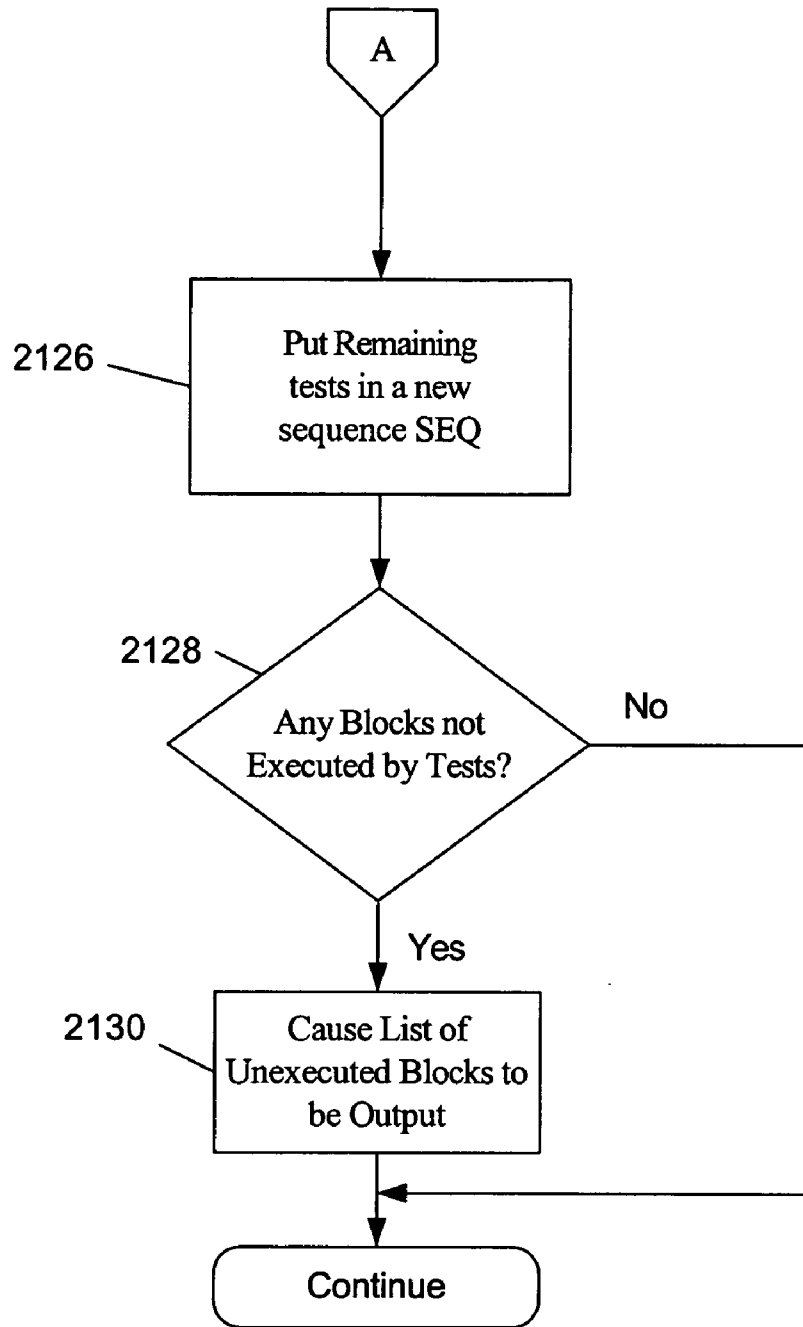 A
2126
Put Remaining
tests in a new
sequence SEQ
2128
Any Blocks not
Executed by Tests?
No
Yes
2130
Cause List of
Unexecuted Blocks to
be Output
Continue